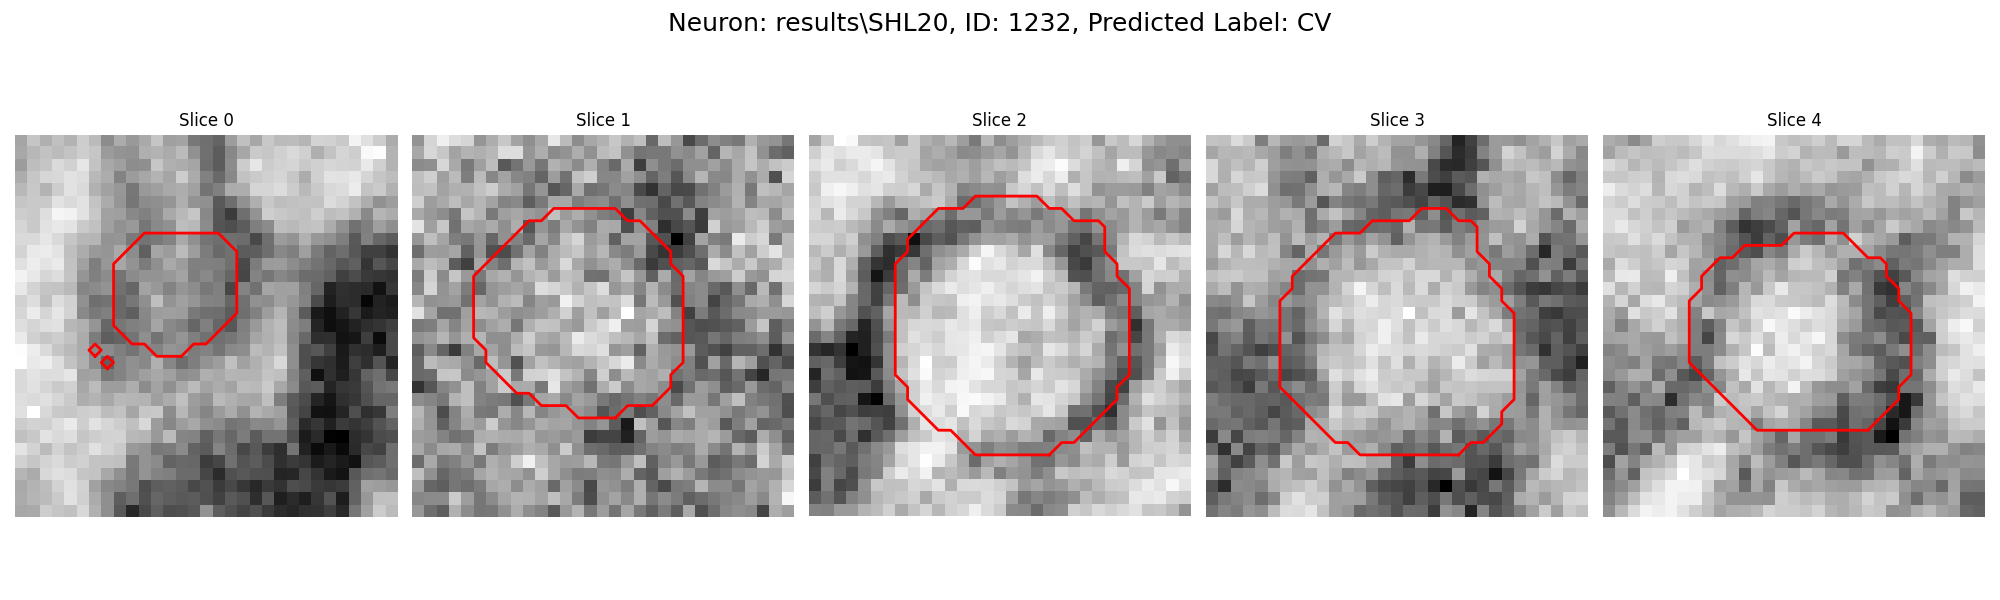 Neuron: results\SHL20, ID: 1232, Predicted Label: CV
Slice 0
Slice 1
Slice 2
Slice 3
Slice 4